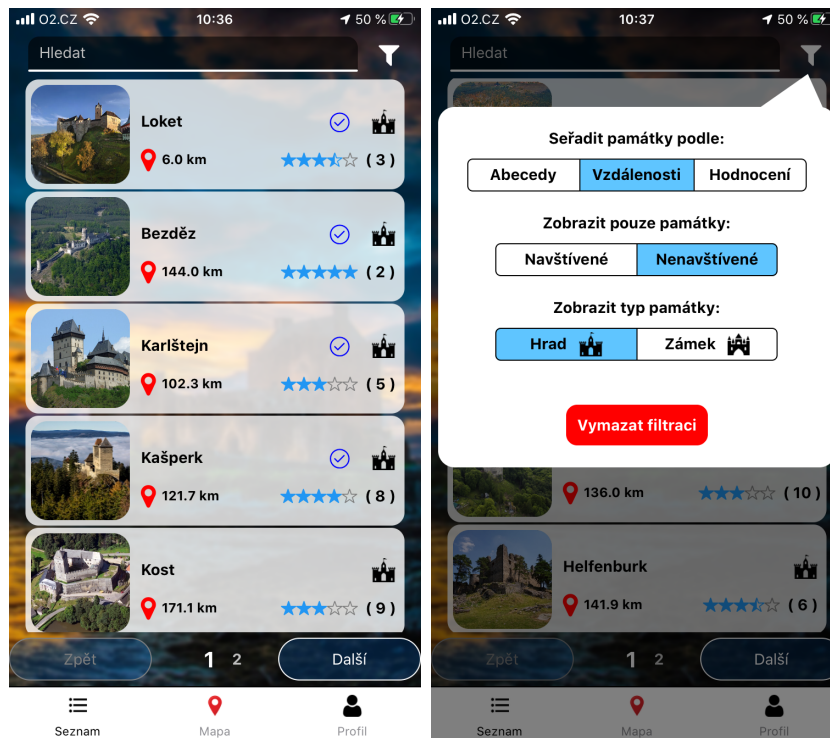 O2.CZ 10:36 50 %
Hledat
Loket
6.0 km ( 3 )
Bezděz
144.0 km ( 2 )
Karlštejn
102.3 km ( 5 )
Kašperk
121.7 km ( 8 )
Kost
171.1 km ( 9 )
Zpět 1 2 Další
Seznam Mapa Profil
O2.CZ 10:37 50 %
Hledat
Seřadit památky podle:
Abecedy Vzdálenosti Hodnocení
Zobrazit pouze památky:
Navštívené Nenavštívené
Zobrazit typ památky:
Hrad Zámek
Vymazat filtraci
136.0 km ( 10 )
Helfenburk
141.9 km ( 6 )
Zpět 1 2 Další
Seznam Mapa Profil